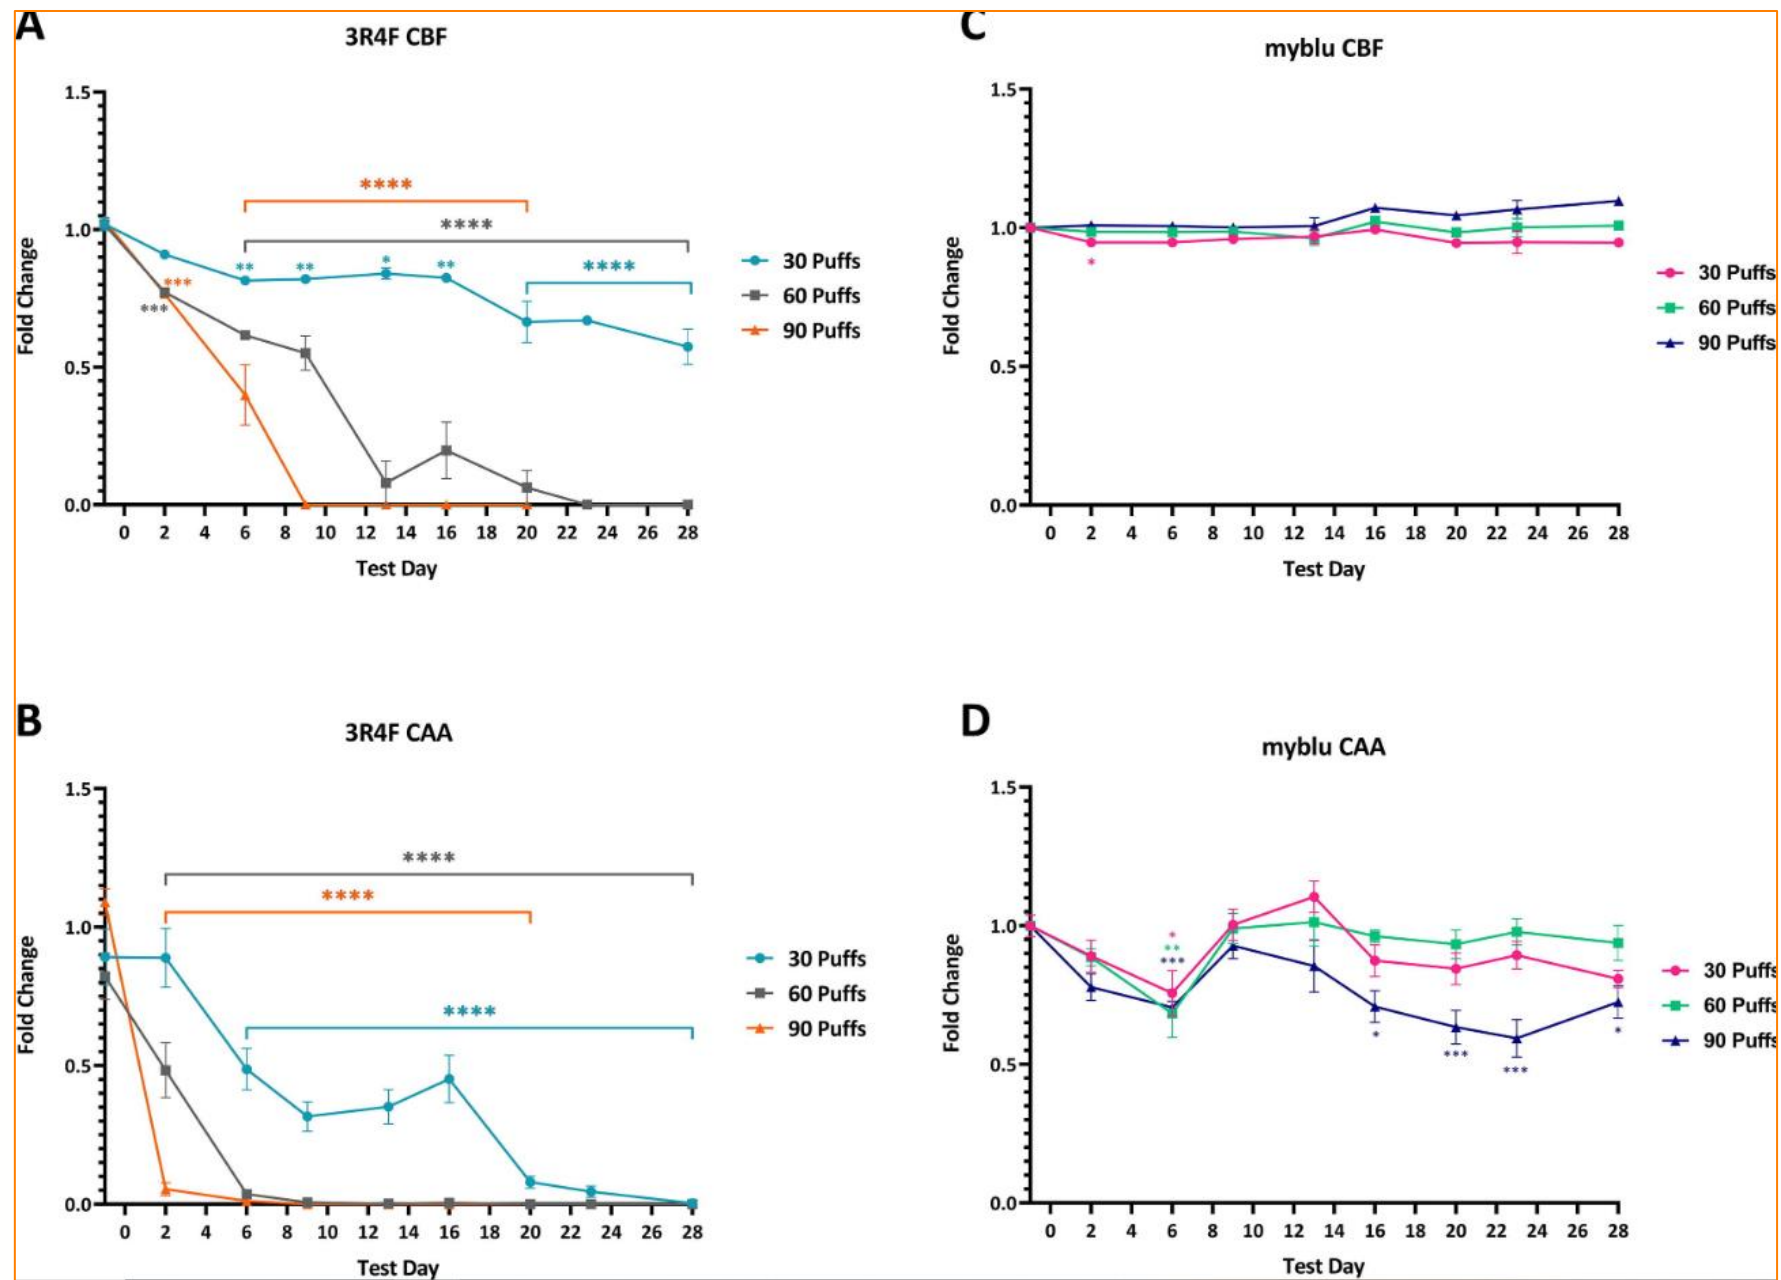 A
3R4F CBF
1.5
1.0
0.5
0.0
Fold Change
****
****
**
**
*
**
****
***
***
0 2 4 6 8 10 12 14 16 18 20 22 24 26 28
Test Day
30 Puffs
60 Puffs
90 Puffs
C
myblu CBF
1.5
1.0
0.5
0.0
Fold Change
*
0 2 4 6 8 10 12 14 16 18 20 22 24 26 28
Test Day
30 Puffs
60 Puffs
90 Puffs
B
3R4F CAA
1.5
1.0
0.5
0.0
Fold Change
****
****
****
0 2 4 6 8 10 12 14 16 18 20 22 24 26 28
Test Day
30 Puffs
60 Puffs
90 Puffs
D
myblu CAA
1.5
1.0
0.5
0.0
Fold Change
*
**
***
*
***
***
*
0 2 4 6 8 10 12 14 16 18 20 22 24 26 28
Test Day
30 Puffs
60 Puffs
90 Puffs